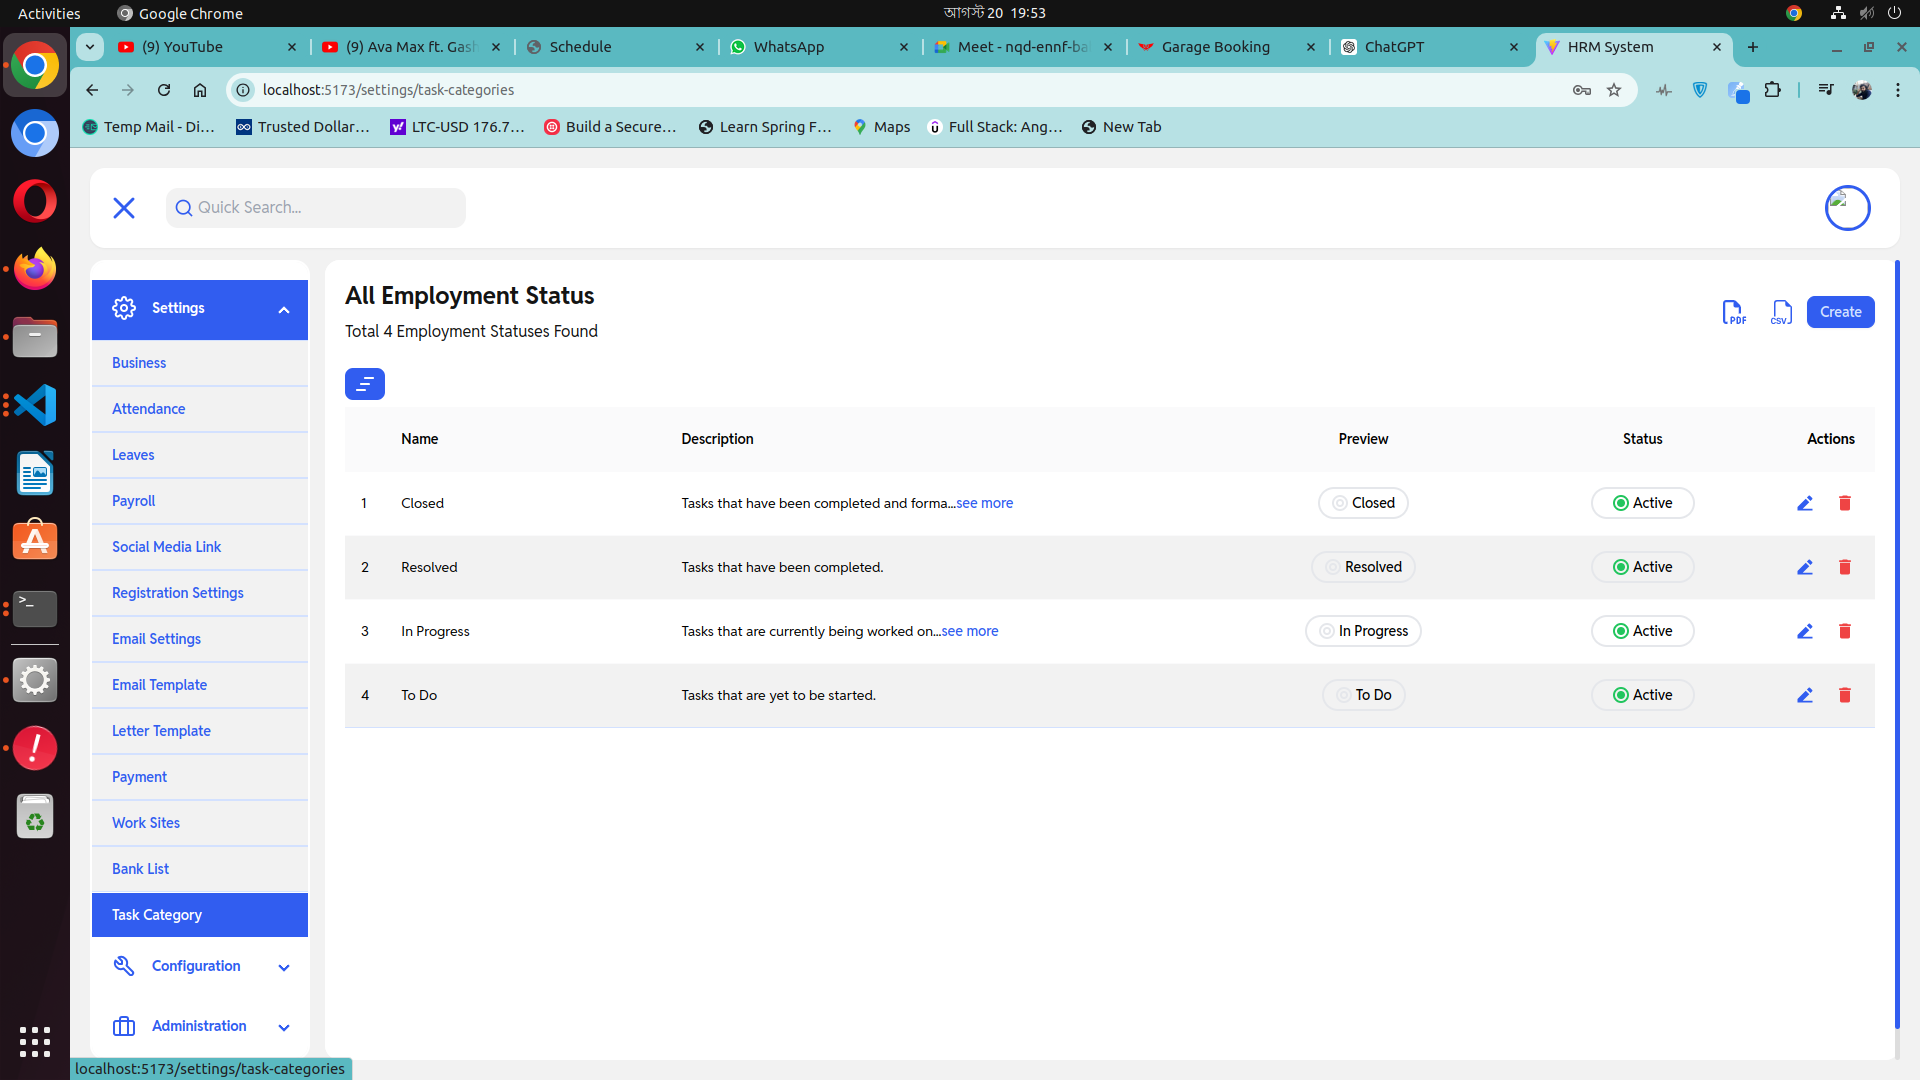 Activities
Google Chrome
আগস্ট 20 19:53
(9) YouTube
(9) Ava Max ft. Gash
Schedule
WhatsApp
Meet - nqd-ennf-ba
Garage Booking
ChatGPT
HRM System
localhost:5173/settings/task-categories
Temp Mail - Di...
Trusted Dollar...
LTC-USD 176.7...
Build a Secure...
Learn Spring F...
Maps
Full Stack: Ang...
New Tab
Quick Search...
Settings
Business
Attendance
Leaves
Payroll
Social Media Link
Registration Settings
Email Settings
Email Template
Letter Template
Payment
Work Sites
Bank List
Task Category
Configuration
Administration
All Employment Status
Total 4 Employment Statuses Found
PDF
CSV
Create
Name Description Preview Status Actions
1 Closed Tasks that have been completed and forma...see more Closed Active
2 Resolved Tasks that have been completed. Resolved Active
3 In Progress Tasks that are currently being worked on...see more In Progress Active
4 To Do Tasks that are yet to be started. To Do Active
localhost:5173/settings/task-categories